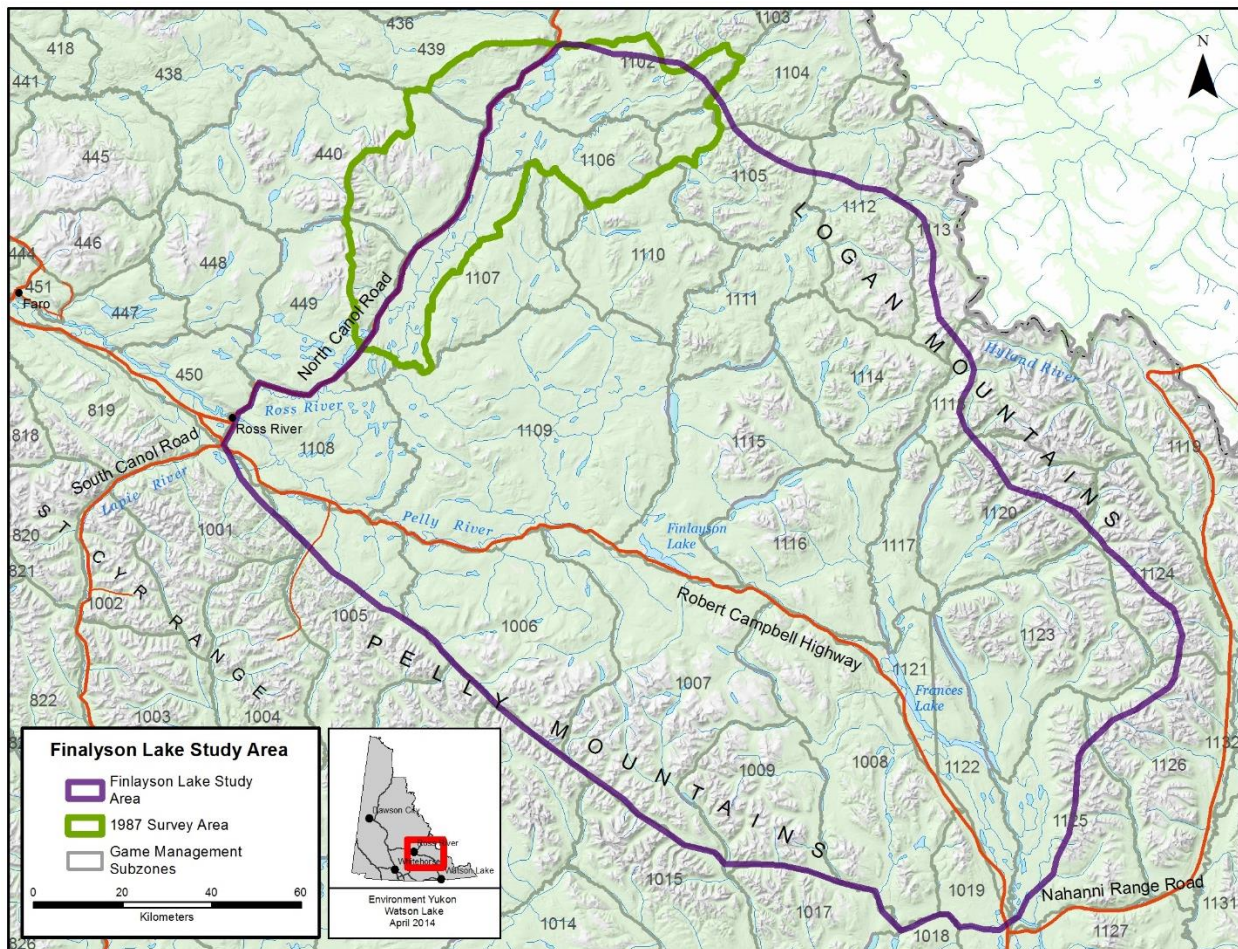 436
1103
418
439
1102
N
1104
441
438
445
440
1106
1105
446
444
448
1112
1113
451
Faro
447
449
1107
1110
1111
LOGAN MOUNTAINS
North Canol Road
450
Hyland River
819
Ross River
Ross River
1114
1118
818
South Canol Road
1108
1109
1115
1119
Lapie River
ST CYR RANGE
820
1001
Pelly River
Finlayson
Lake
1116
1117
1120
821
1002
1005
1006
Robert Campbell Highway
1124
1123
PELLY MOUNTAINS
1007
1121
Frances
Lake
822
1003
1004
1008
1009
1122
1132
1126
1125
1015
1017
1019
Nahanni Range Road
1014
1018
1127
1131
826
Finalyson Lake Study Area
Finlayson Lake Study
Area
1987 Survey Area
Game Management
Subzones
0 20 40 60
Kilometers
Dawson City
Ross River
Whitehorse
Watson Lake
Environment Yukon
Watson Lake
April 2014